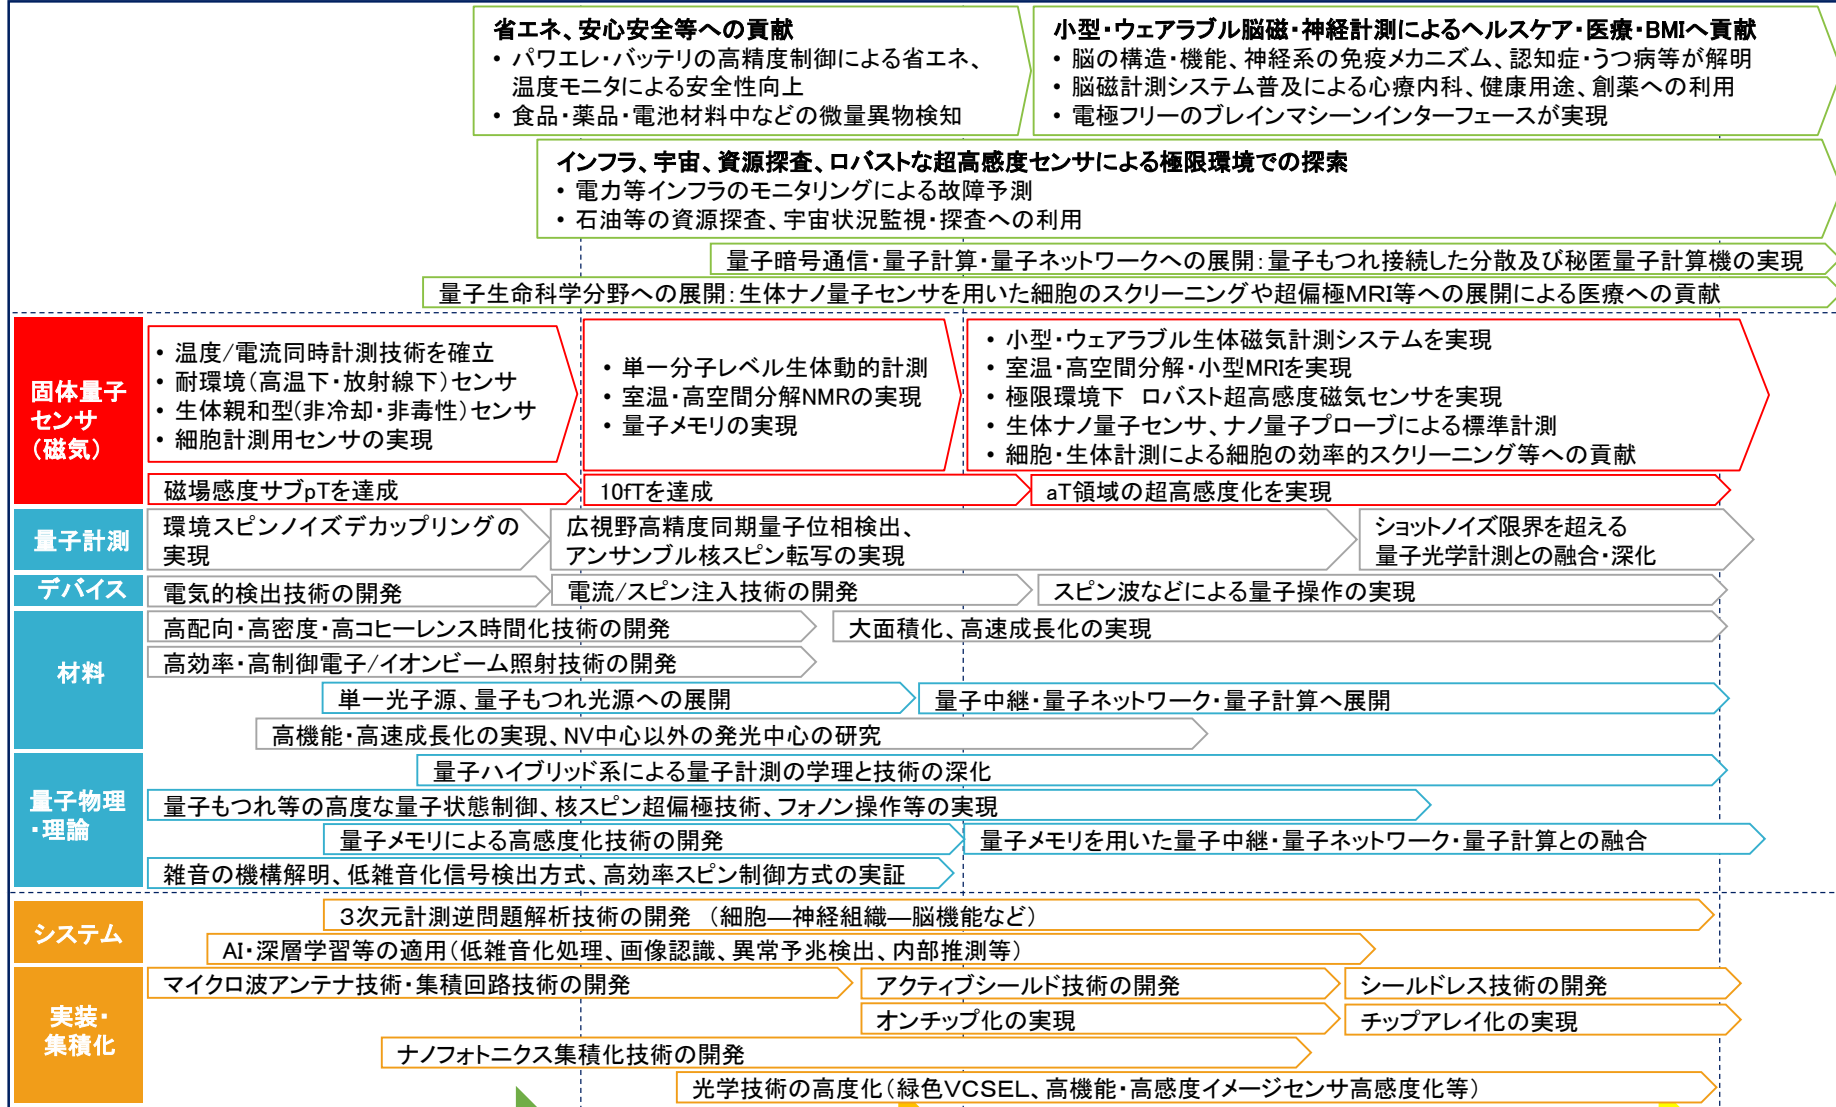 省エネ、安心安全等への貢献
• パワエレ・バッテリの高精度制御による省エネ、
温度モニタによる安全性向上
• 食品・薬品・電池材料中などの微量異物検知
小型・ウェアラブル脳磁・神経計測によるヘルスケア・医療・BMIへ貢献
• 脳の構造・機能、神経系の免疫メカニズム、認知症・うつ病等が解明
• 脳磁計測システム普及による心療内科、健康用途、創薬への利用
• 電極フリーのブレインマシーンインターフェースが実現
インフラ、宇宙、資源探査、ロバストな超高感度センサによる極限環境での探索
• 電力等インフラのモニタリングによる故障予測
• 石油等の資源探査、宇宙状況監視・探査への利用
量子暗号通信・量子計算・量子ネットワークへの展開：量子もつれ接続した分散及び秘匿量子計算機の実現
量子生命科学分野への展開：生体ナノ量子センサを用いた細胞のスクリーニングや超偏極MRI等への展開による医療への貢献
固体量子
センサ
（磁気）
• 温度/電流同時計測技術を確立
• 耐環境（高温下・放射線下）センサ
• 生体親和型(非冷却・非毒性)センサ
• 細胞計測用センサの実現
• 単一分子レベル生体動的計測
• 室温・高空間分解NMRの実現
• 量子メモリの実現
• 小型・ウェアラブル生体磁気計測システムを実現
• 室温・高空間分解・小型MRIを実現
• 極限環境下　ロバスト超高感度磁気センサを実現
• 生体ナノ量子センサ、ナノ量子プローブによる標準計測
• 細胞・生体計測による細胞の効率的スクリーニング等への貢献
磁場感度サブpTを達成
10fTを達成
aT領域の超高感度化を実現
量子計測
環境スピンノイズデカップリングの
実現
広視野高精度同期量子位相検出、
アンサンブル核スピン転写の実現
ショットノイズ限界を超える
量子光学計測との融合・深化
デバイス
電気的検出技術の開発
電流/スピン注入技術の開発
スピン波などによる量子操作の実現
材料
高配向・高密度・高コヒーレンス時間化技術の開発
大面積化、高速成長化の実現
高効率・高制御電子/イオンビーム照射技術の開発
単一光子源、量子もつれ光源への展開
量子中継・量子ネットワーク・量子計算へ展開
高機能・高速成長化の実現、NV中心以外の発光中心の研究
量子物理
・理論
量子ハイブリッド系による量子計測の学理と技術の深化
量子もつれ等の高度な量子状態制御、核スピン超偏極技術、フォノン操作等の実現
量子メモリによる高感度化技術の開発
量子メモリを用いた量子中継・量子ネットワーク・量子計算との融合
雑音の機構解明、低雑音化信号検出方式、高効率スピン制御方式の実証
システム
３次元計測逆問題解析技術の開発　（細胞―神経組織―脳機能など）
AI・深層学習等の適用（低雑音化処理、画像認識、異常予兆検出、内部推測等）
実装・
集積化
マイクロ波アンテナ技術・集積回路技術の開発
アクティブシールド技術の開発
シールドレス技術の開発
オンチップ化の実現
チップアレイ化の実現
ナノフォトニクス集積化技術の開発
光学技術の高度化（緑色VCSEL、高機能・高感度イメージセンサ高感度化等）